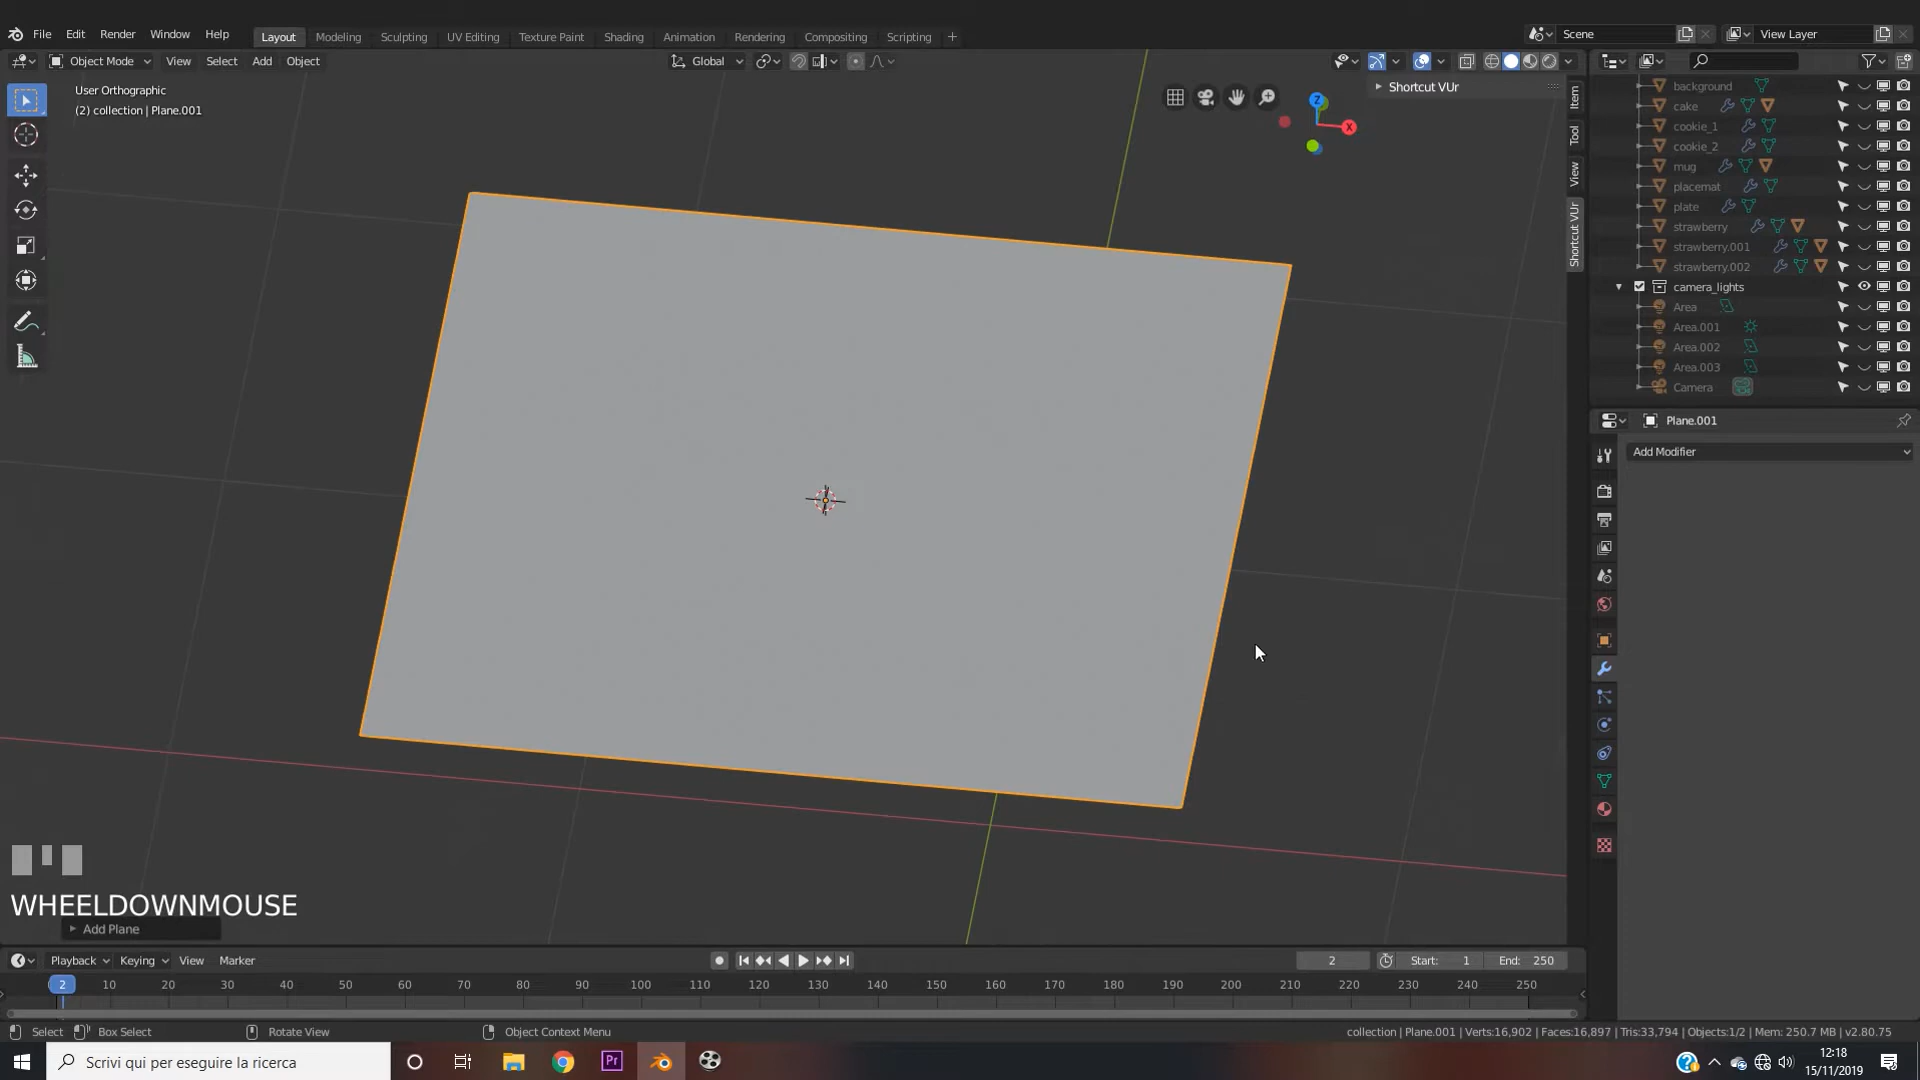 File Edit Render Window Help
Layout Modeling Sculpting UV Editing Texture Paint Shading Animation Rendering Compositing Scripting +
Scene View Layer
Object Mode View Select Add Object Global
User Orthographic
(2) collection | Plane.001
Shortcut VUr
Z
X
Item
Tool
View
Shortcut VUr
background
cake
cookie_1
cookie_2
mug
placemat
plate
strawberry
strawberry.001
strawberry.002
camera_lights
Area
Area.001
Area.002
Area.003
Camera
Plane.001
Add Modifier
WHEELDOWNMOUSE
Add Plane
Playback Keying View Marker 2 Start: 1 End: 250
2 10 20 30 40 50 60 70 80 90 100 110 120 130 140 150 160 170 180 190 200 210 220 230 240 250
Select Box Select Rotate View Object Context Menu collection | Plane.001 | Verts:16,902 | Faces:16,897 | Tris:33,794 | Objects:1/2 | Mem: 250.7 MB | v2.80.75
Scrivi qui per eseguire la ricerca
Pr
12:18
15/11/2019